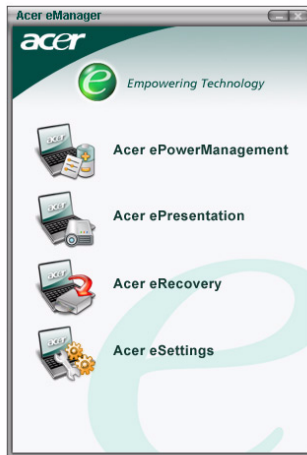 Acer eManager
acer
e Empowering Technology
Acer ePowerManagement
Acer ePresentation
Acer eRecovery
Acer eSettings